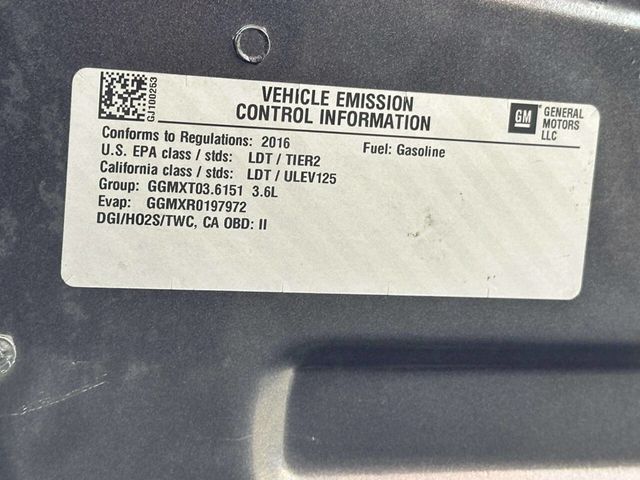 GJ100253
VEHICLE EMISSION
CONTROL INFORMATION
GM
GENERAL
MOTORS
LLC
Conforms to Regulations: 2016
Fuel: Gasoline
U.S. EPA class / stds: LDT / TIER2
California class / stds: LDT / ULEV125
Group: GGMXT03.6151 3.6L
Evap: GGMXR0197972
DGI/HO2S/TWC, CA OBD: II